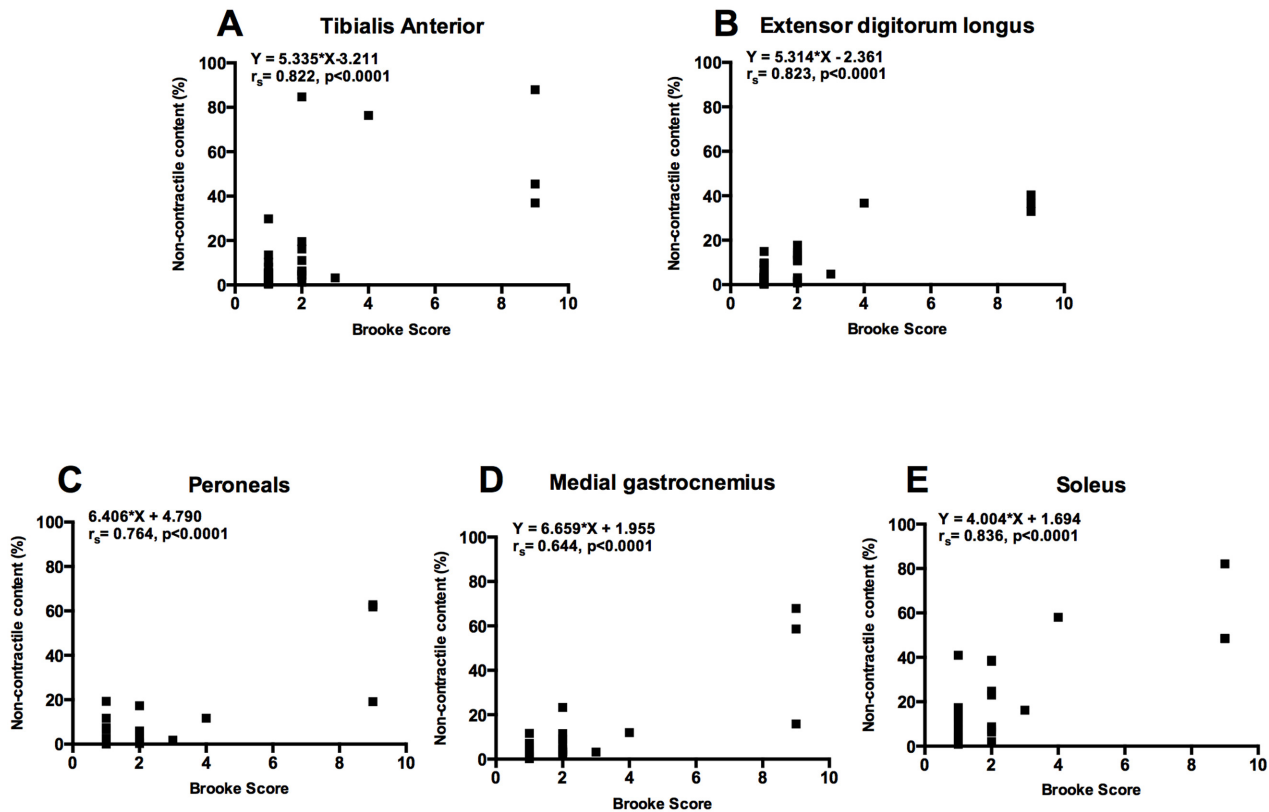 A
Tibialis Anterior
Y = 5.335*X-3.211
rs= 0.822, p<0.0001
Non-contractile content (%)
100
80
60
40
20
0
0 2 4 6 8 10
Brooke Score
B
Extensor digitorum longus
Y = 5.314*X - 2.361
rs= 0.823, p<0.0001
Non-contractile content (%)
100
80
60
40
20
0
0 2 4 6 8 10
Brooke Score
C
Peroneals
6.406*X + 4.790
rs= 0.764, p<0.0001
Non-contractile content (%)
100
80
60
40
20
0
0 2 4 6 8 10
Brooke Score
D
Medial gastrocnemius
Y = 6.659*X + 1.955
rs= 0.644, p<0.0001
Non-contractile content (%)
100
80
60
40
20
0
0 2 4 6 8 10
Brooke Score
E
Soleus
Y = 4.004*X + 1.694
rs= 0.836, p<0.0001
Non-contractile content (%)
100
80
60
40
20
0
0 2 4 6 8 10
Brooke Score